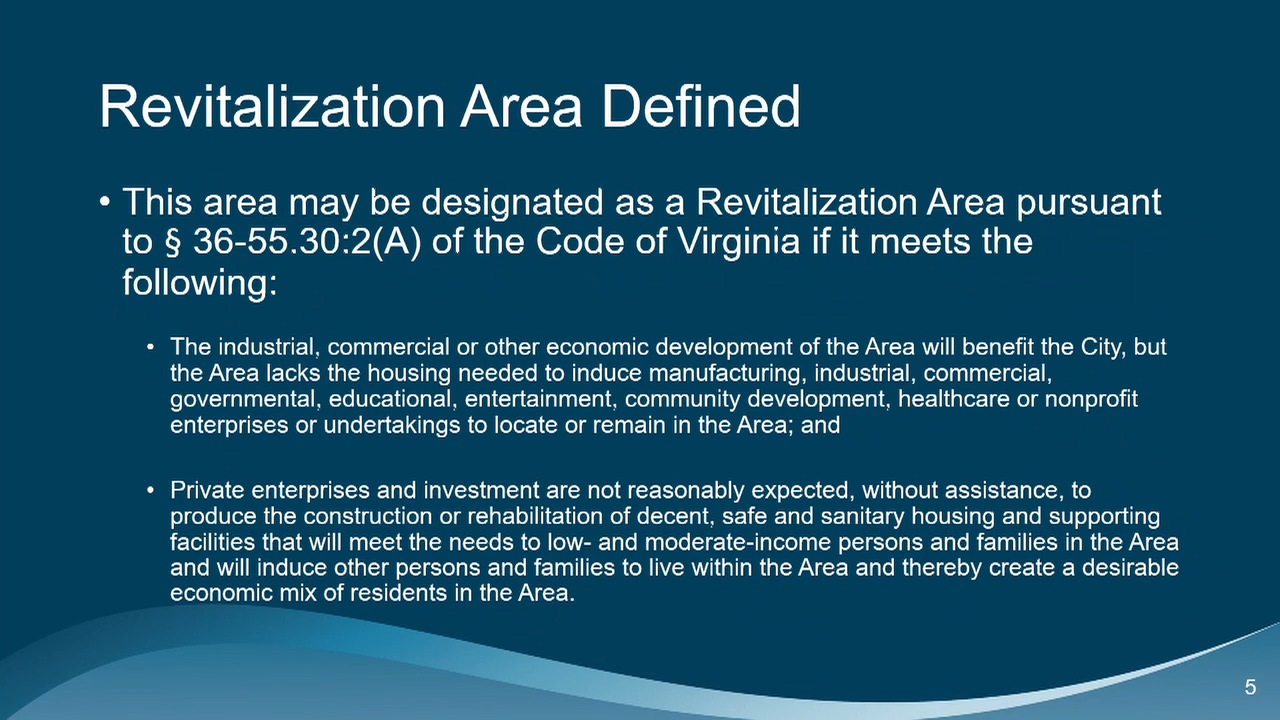 Revitalization Area Defined
• This area may be designated as a Revitalization Area pursuant
to § 36-55.30:2(A) of the Code of Virginia if it meets the
following:
• The industrial, commercial or other economic development of the Area will benefit the City, but
the Area lacks the housing needed to induce manufacturing, industrial, commercial,
governmental, educational, entertainment, community development, healthcare or nonprofit
enterprises or undertakings to locate or remain in the Area; and
• Private enterprises and investment are not reasonably expected, without assistance, to
produce the construction or rehabilitation of decent, safe and sanitary housing and supporting
facilities that will meet the needs to low- and moderate-income persons and families in the Area
and will induce other persons and families to live within the Area and thereby create a desirable
economic mix of residents in the Area.
5